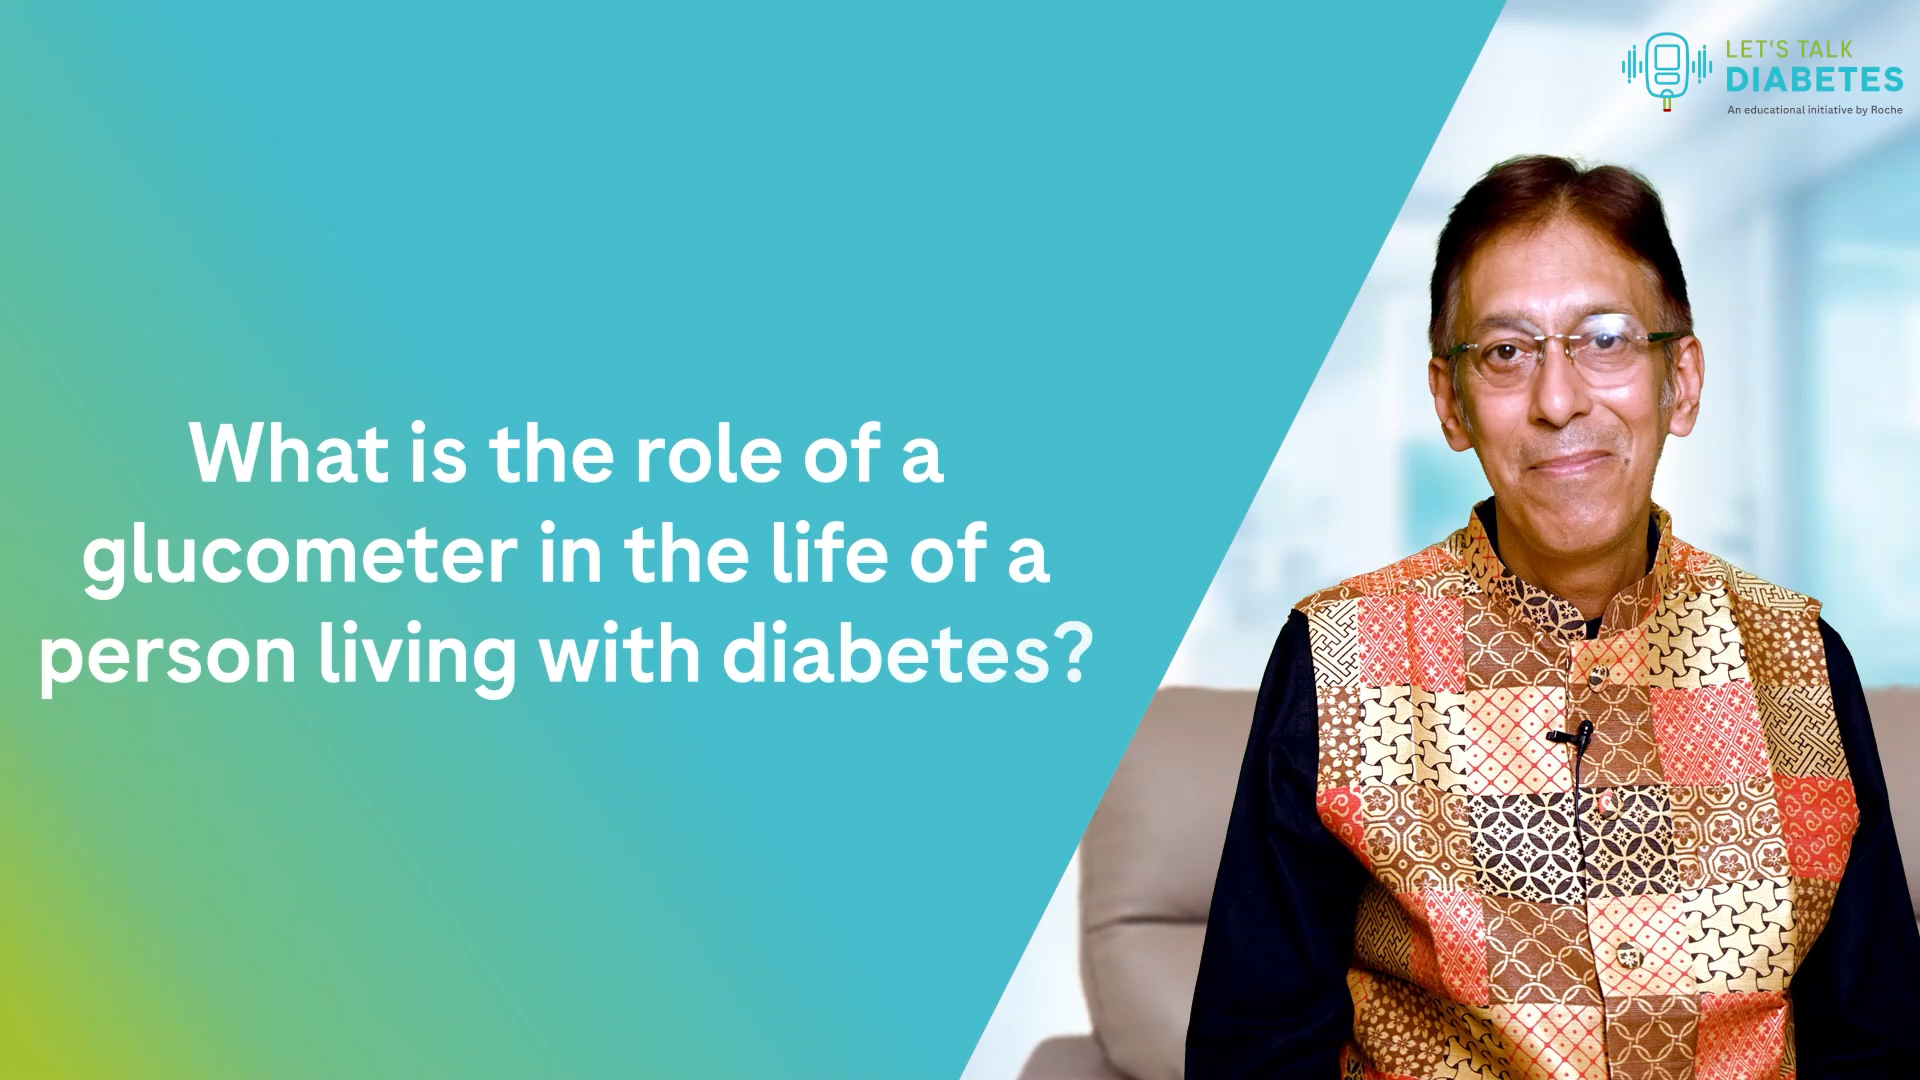 LET'S TALK
DIABETES
An educational initiative by Roche
What is the role of a
glucometer in the life of a
person living with diabetes?